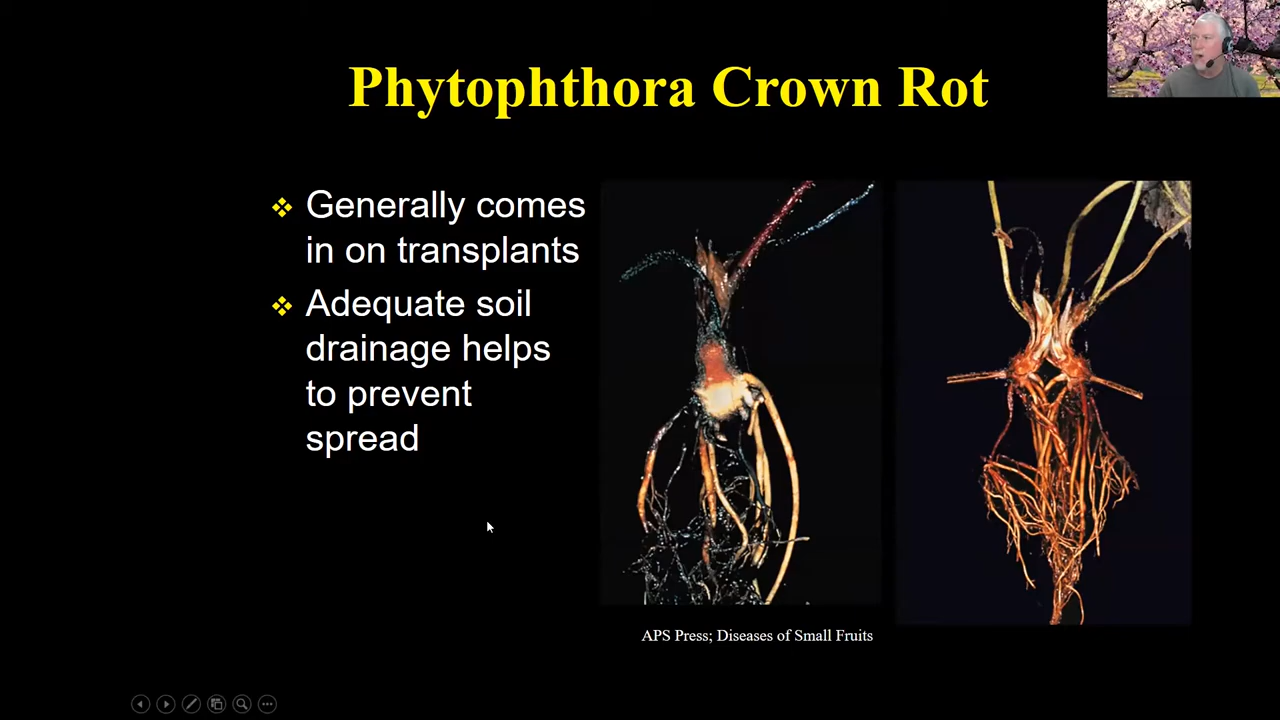 Phytophthora Crown Rot
❖ Generally comes
in on transplants
❖ Adequate soil
drainage helps
to prevent
spread
APS Press; Diseases of Small Fruits